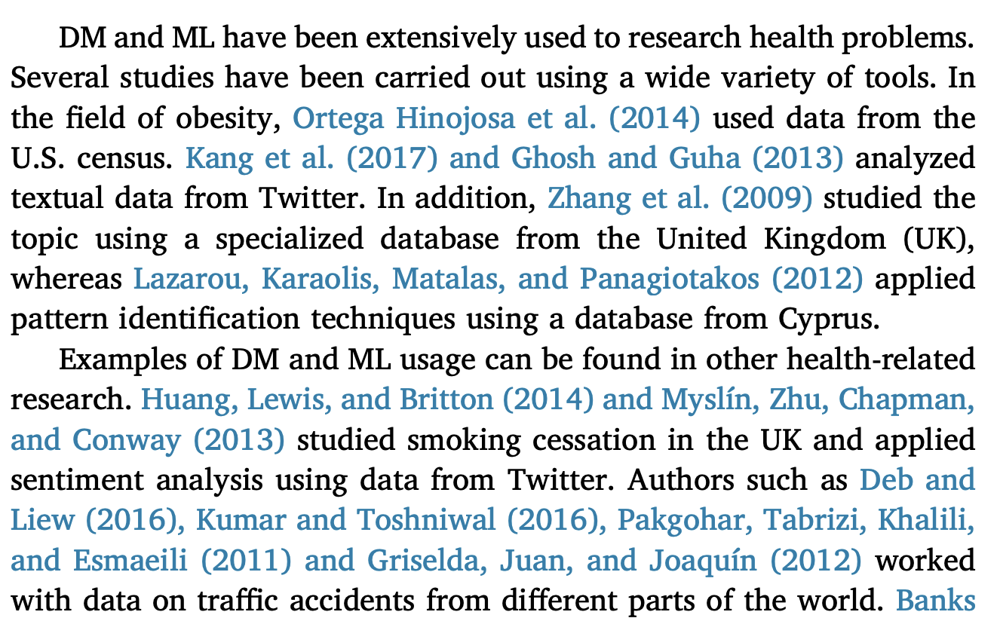 DM and ML have been extensively used to research health problems.
Several studies have been carried out using a wide variety of tools. In
the field of obesity, Ortega Hinojosa et al. (2014) used data from the
U.S. census. Kang et al. (2017) and Ghosh and Guha (2013) analyzed
textual data from Twitter. In addition, Zhang et al. (2009) studied the
topic using a specialized database from the United Kingdom (UK),
whereas Lazarou, Karaolis, Matalas, and Panagiotakos (2012) applied
pattern identification techniques using a database from Cyprus.
Examples of DM and ML usage can be found in other health-related
research. Huang, Lewis, and Britton (2014) and Myslín, Zhu, Chapman,
and Conway (2013) studied smoking cessation in the UK and applied
sentiment analysis using data from Twitter. Authors such as Deb and
Liew (2016), Kumar and Toshniwal (2016), Pakgohar, Tabrizi, Khalili,
and Esmaeili (2011) and Griselda, Juan, and Joaquín (2012) worked
with data on traffic accidents from different parts of the world. Banks